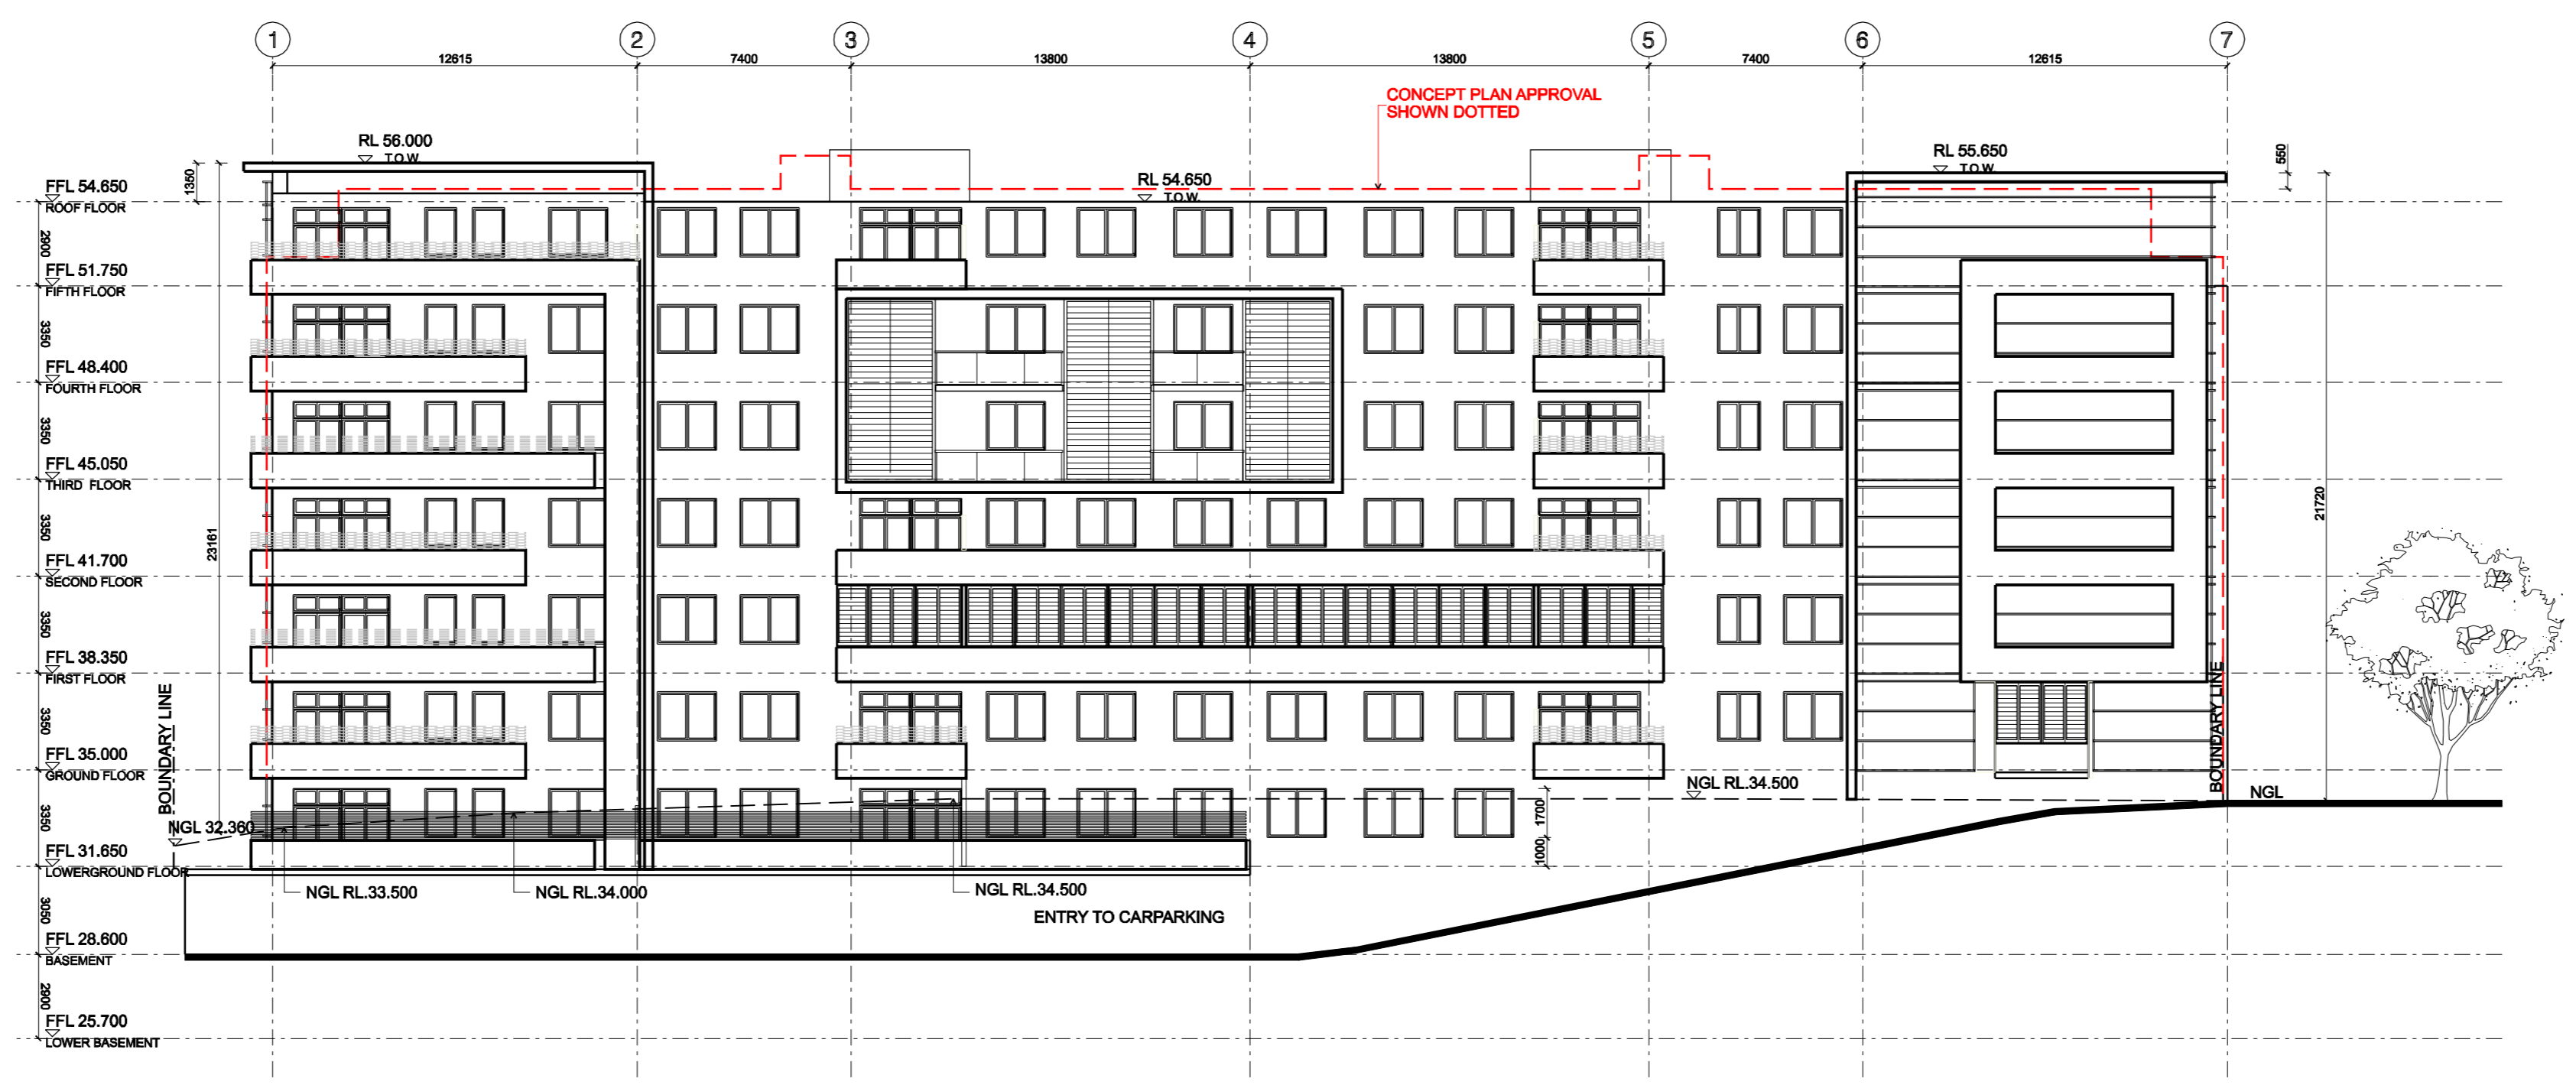 1 2 3 4 5 6 7
12615 7400 13800 13800 7400 12615
CONCEPT PLAN APPROVAL
SHOWN DOTTED
RL 56.000
T.O.W.
RL 55.650
T.O.W.
550
1350
RL 54.650
T.O.W.
FFL 54.650
ROOF FLOOR
2900
FFL 51.750
FIFTH FLOOR
3350
FFL 48.400
FOURTH FLOOR
3350
FFL 45.050
THIRD FLOOR
3350
23161
21720
FFL 41.700
SECOND FLOOR
3350
FFL 38.350
FIRST FLOOR
3350
BOUNDARY LINE
BOUNDARY LINE
FFL 35.000
GROUND FLOOR
NGL RL.34.500
NGL
3350
1700
NGL 32.360
1000
FFL 31.650
LOWERGROUND FLOOR
NGL RL.33.500
NGL RL.34.000
NGL RL.34.500
3050
ENTRY TO CARPARKING
FFL 28.600
BASEMENT
2900
FFL 25.700
LOWER BASEMENT